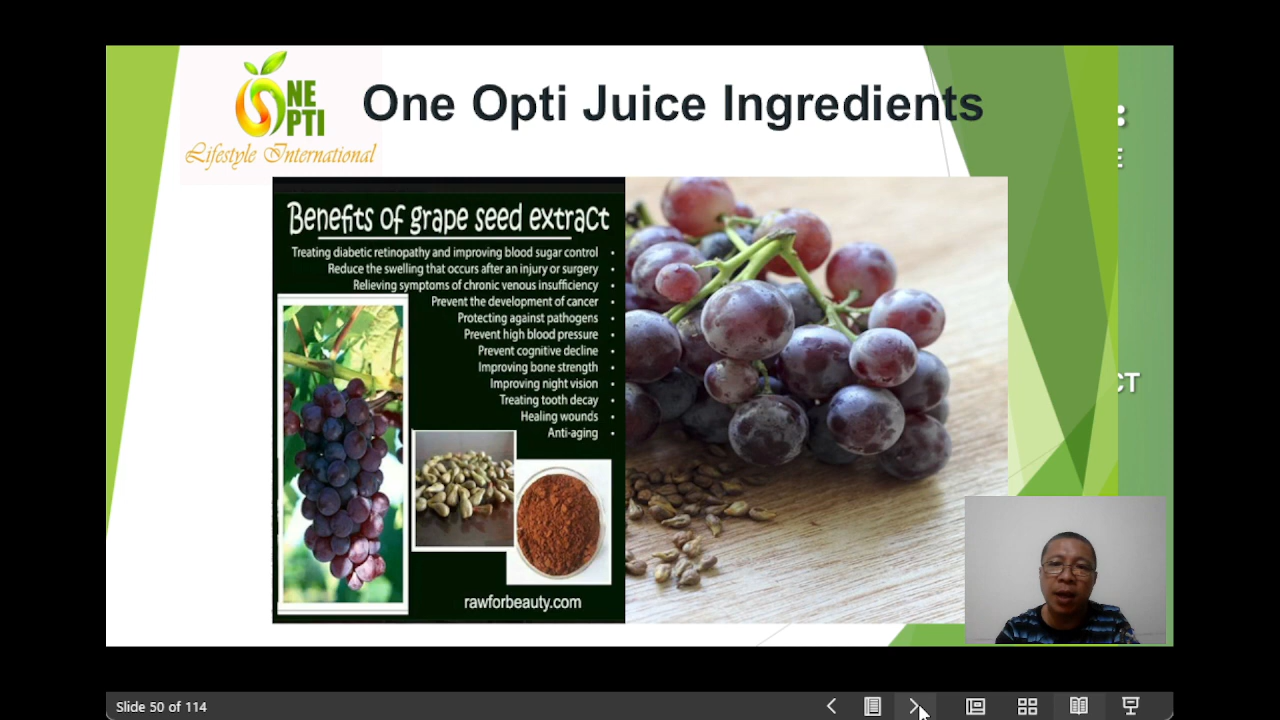 ONE
OPTI
Lifestyle International
One Opti Juice Ingredients
:
E
CT
Benefits of grape seed extract
Treating diabetic retinopathy and improving blood sugar control •
Reduce the swelling that occurs after an injury or surgery •
Relieving symptoms of chronic venous insufficiency •
Prevent the development of cancer •
Protecting against pathogens •
Prevent high blood pressure •
Prevent cognitive decline •
Improving bone strength •
Improving night vision •
Treating tooth decay •
Healing wounds •
Anti-aging •
rawforbeauty.com
Slide 50 of 114